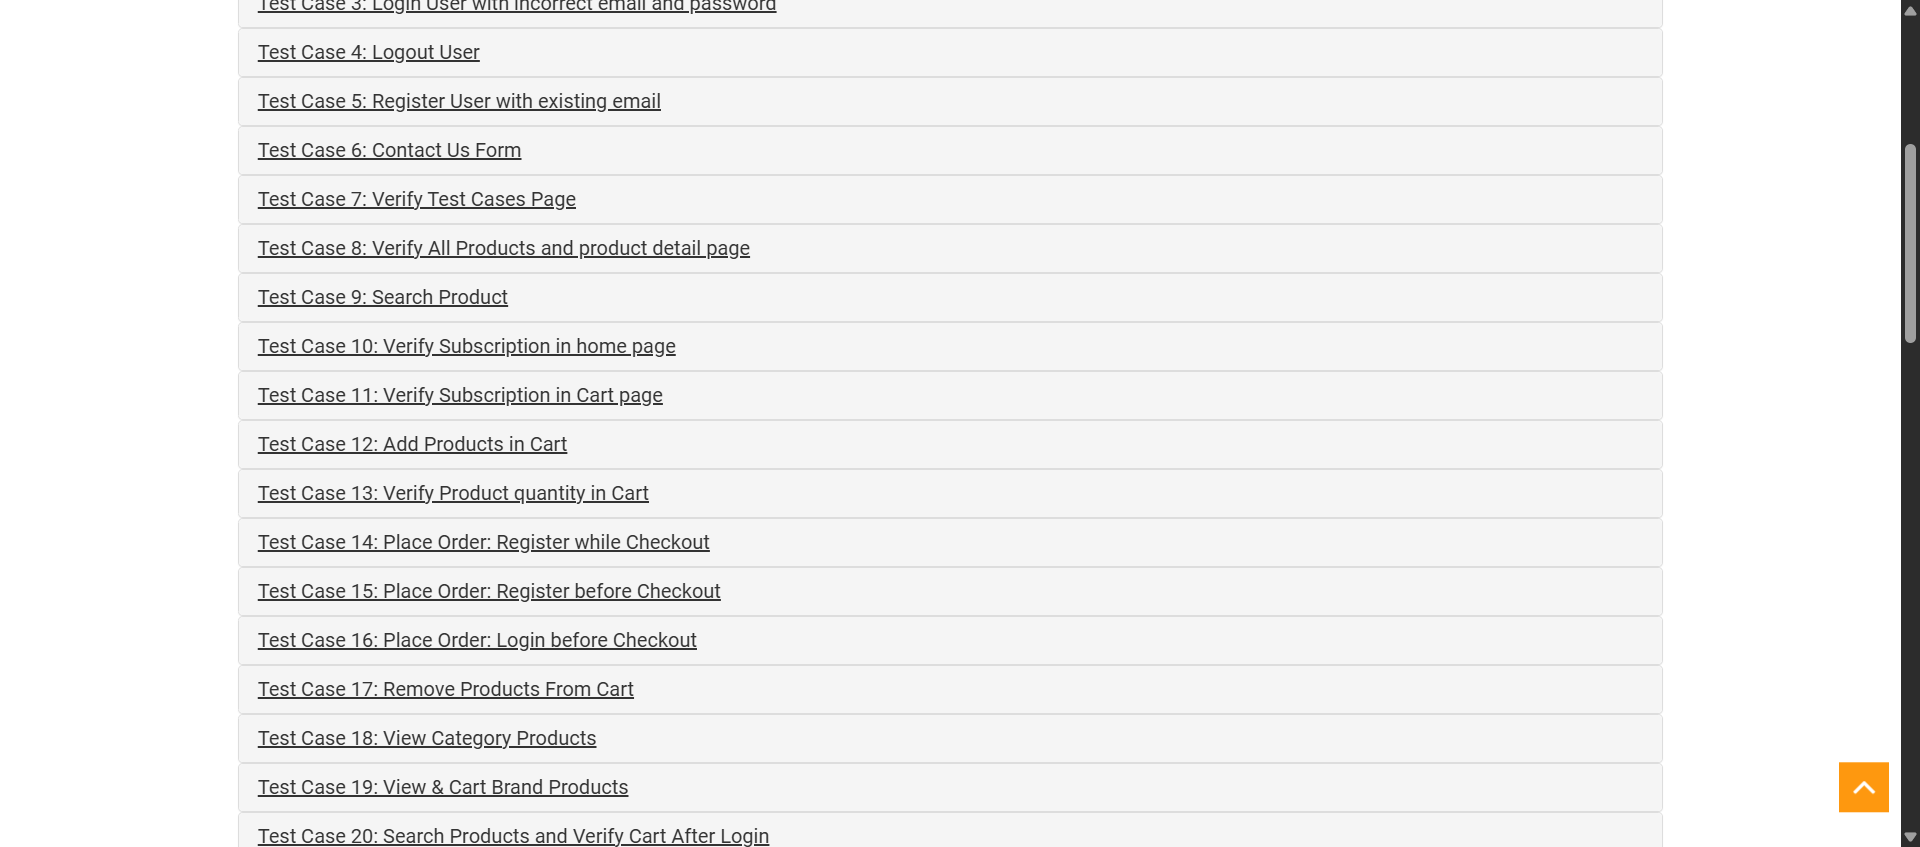 Test Case 3: Login User with incorrect email and password
Test Case 4: Logout User
Test Case 5: Register User with existing email
Test Case 6: Contact Us Form
Test Case 7: Verify Test Cases Page
Test Case 8: Verify All Products and product detail page
Test Case 9: Search Product
Test Case 10: Verify Subscription in home page
Test Case 11: Verify Subscription in Cart page
Test Case 12: Add Products in Cart
Test Case 13: Verify Product quantity in Cart
Test Case 14: Place Order: Register while Checkout
Test Case 15: Place Order: Register before Checkout
Test Case 16: Place Order: Login before Checkout
Test Case 17: Remove Products From Cart
Test Case 18: View Category Products
Test Case 19: View & Cart Brand Products
Test Case 20: Search Products and Verify Cart After Login